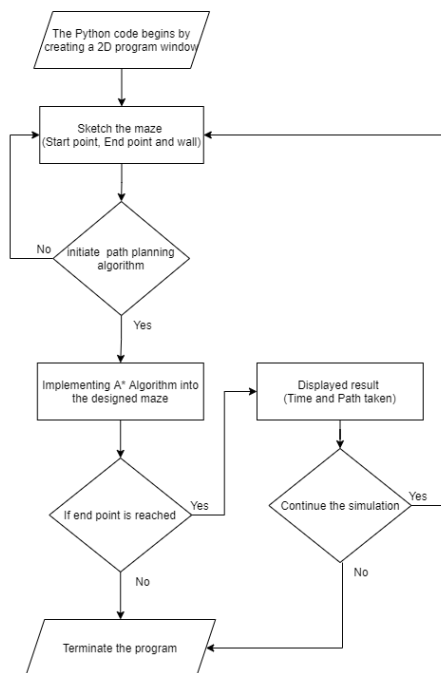 The Python code begins by
creating a 2D program window
Sketch the maze
(Start point, End point and wall)
No
Initiate path planning
algorithm
Yes
Implementing A* Algorithm into
the designed maze
Displayed result
(Time and Path taken)
If end point is reached
Yes
Continue the simulation
Yes
No
No
Terminate the program